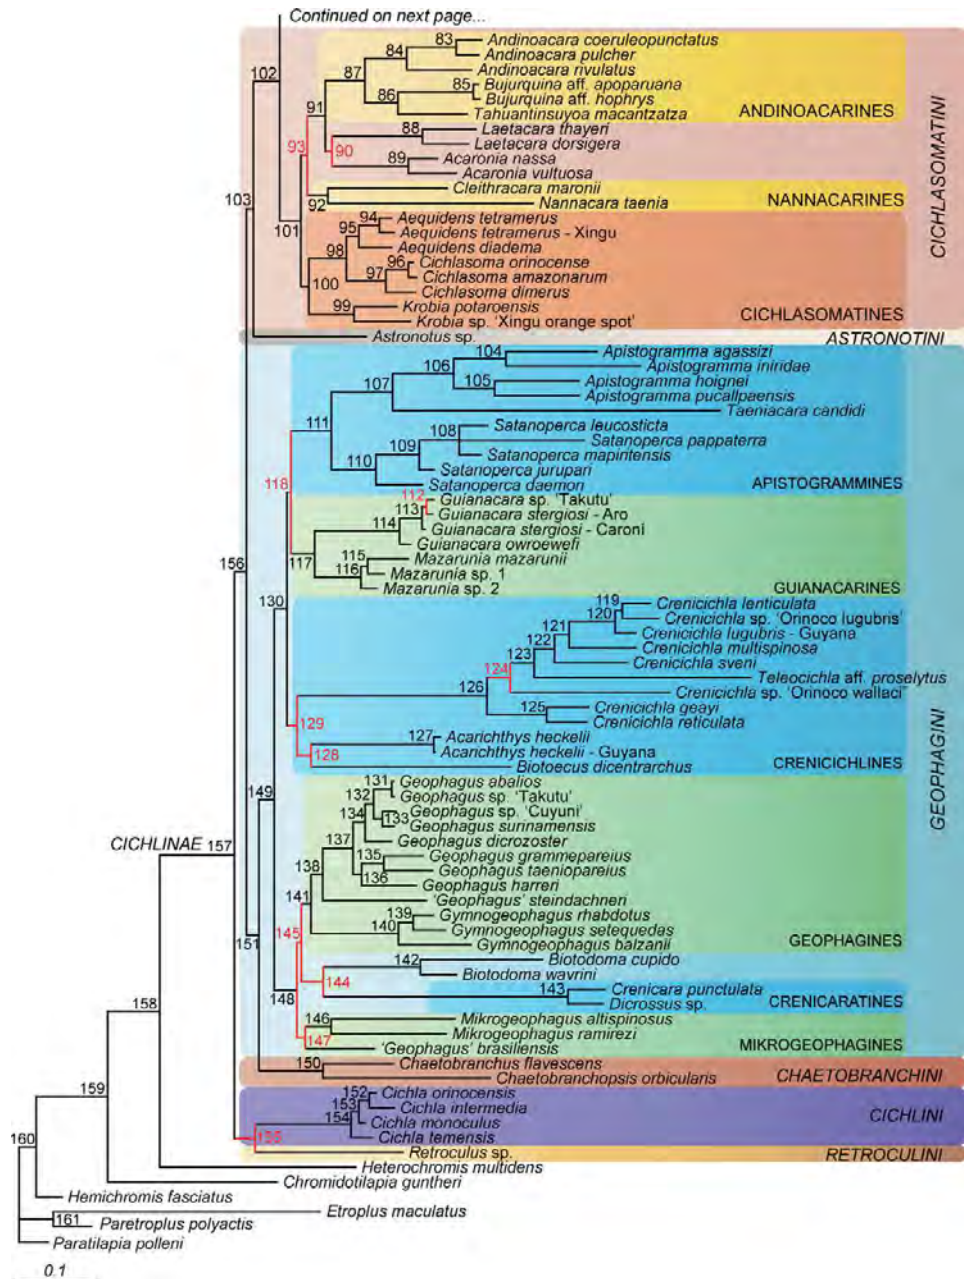 Continued on next page...
83 Andinoacara coeruleopunctatus
84 Andinoacara pulcher
102 Andinoacara rivulatus
87 85 Bujurquina aff. apoparuana
86 Bujurquina aff. hophrys
91 Tahuantinsuyoa macantzatza ANDINOACARINES
88 Laetacara thayeri
93 90 Laetacara dorsigera
89 Acaronia nassa
Acaronia vultuosa
103 Cleithracara maronii
92 Nannacara taenia NANNACARINES
101 94 Aequidens tetramerus
95 Aequidens tetramerus - Xingu
98 Aequidens diadema
96 Cichlasoma orinocense
97 Cichlasoma amazonarum
100 Cichlasoma dimerus
99 Krobia potaroensis
Krobia sp. 'Xingu orange spot' CICHLASOMATINES
CICHLASOMATINI
Astronotus sp. ASTRONOTINI
104 Apistogramma agassizi
106 Apistogramma iniridae
107 105 Apistogramma hoignei
Apistogramma pucallpaensis
Taeniacara candidi
111 108 Satanoperca leucosticta
109 Satanoperca pappaterra
Satanoperca mapiritensis
110 Satanoperca jurupari
118 Satanoperca daemon APISTOGRAMMINES
112 Guianacara sp. 'Takutu'
113 Guianacara stergiosi - Aro
114 Guianacara stergiosi - Caroni
Guianacara owroewefi
117 115 Mazarunia mazarunii
156 116 Mazarunia sp. 1
Mazarunia sp. 2 GUIANACARINES
130 119 Crenicichla lenticulata
120 Crenicichla sp. 'Orinoco lugubris'
121 Crenicichla lugubris - Guyana
122 Crenicichla multispinosa
123 Crenicichla sveni
124 Teleocichla aff. proselytus
126 Crenicichla sp. 'Orinoco wallaci'
125 Crenicichla geayi
Crenicichla reticulata
129 127 Acarichthys heckelii
128 Acarichthys heckelii - Guyana
Biotoecus dicentrarchus CRENICICHLINES
GEOPHAGINI
131 Geophagus abalios
149 132 Geophagus sp. 'Takutu'
134 Geophagus sp. 'Cuyuni'
133 Geophagus surinamensis
137 Geophagus dicrozoster
CICHLINAE 157 135 Geophagus grammepareius
138 Geophagus taeniopareius
136 Geophagus harreri
141 'Geophagus' steindachneri
139 Gymnogeophagus rhabdotus
145 140 Gymnogeophagus setequedas
151 Gymnogeophagus balzanii GEOPHAGINES
142 Biotodoma cupido
144 Biotodoma wavrini
148 143 Crenicara punctulata
158 Dicrossus sp. CRENICARATINES
146 Mikrogeophagus altispinosus
147 Mikrogeophagus ramirezi
'Geophagus' brasiliensis MIKROGEOPHAGINES
150 Chaetobranchus flavescens
159 Chaetobranchopsis orbicularis CHAETOBRANCHINI
152 Cichla orinocensis
153 Cichla intermedia
154 Cichla monoculus CICHLINI
160 155 Cichla temensis
Retroculus sp. RETROCULINI
Heterochromis multidens
Chromidotilapia guntheri
Hemichromis fasciatus
Etroplus maculatus
161 Paretroplus polyactis
Paratilapia polleni
0.1